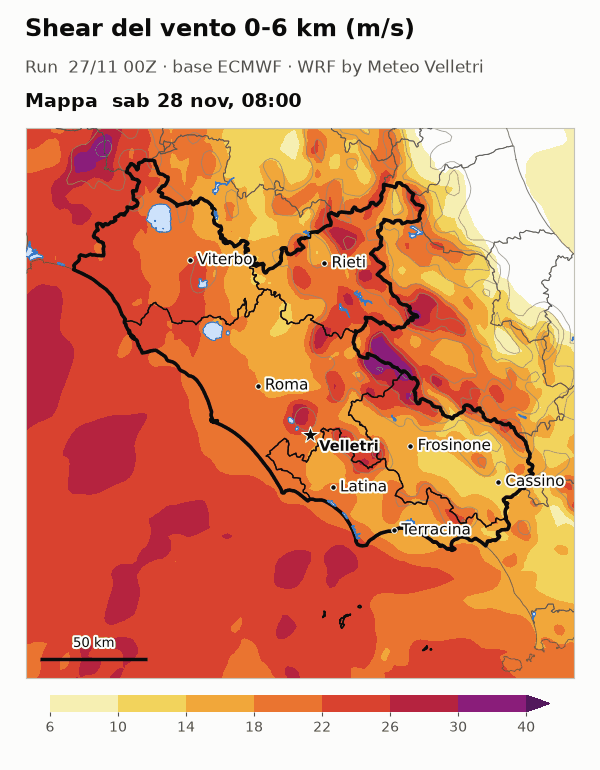 Shear del vento 0-6 km (m/s)
Run  27/11 00Z · base ECMWF · WRF by Meteo Velletri
Mappa  sab 28 nov, 08:00
Viterbo
Rieti
Roma
Velletri
Frosinone
Cassino
Latina
Terracina
50 km
6 10 14 18 22 26 30 40